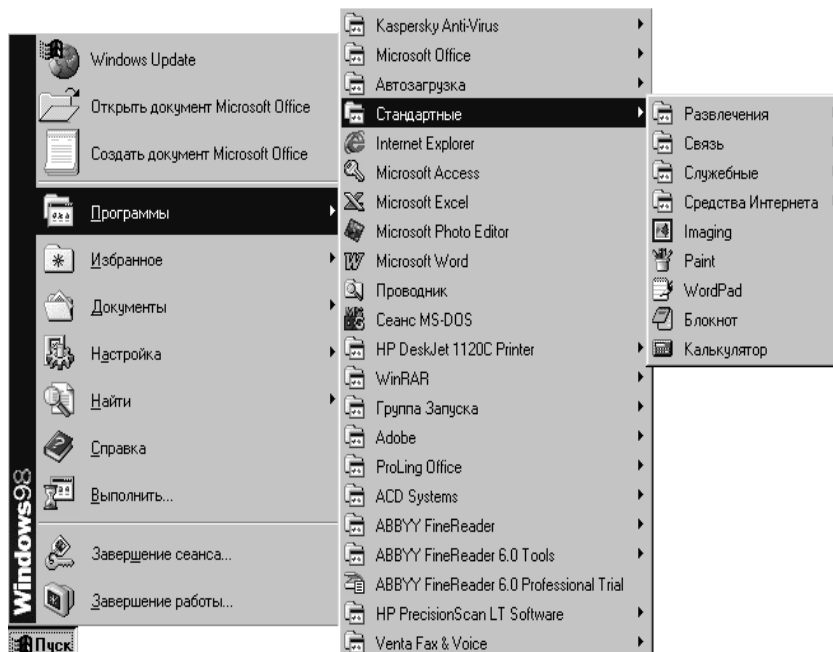 Windows Update
Открыть документ Microsoft Office
Создать документ Microsoft Office
Программы
Избранное
Документы
Настройка
Найти
Справка
Выполнить...
Завершение сеанса...
Завершение работы...
Windows98
Пуск
Kaspersky Anti-Virus
Microsoft Office
Автозагрузка
Стандартные
Internet Explorer
Microsoft Access
Microsoft Excel
Microsoft Photo Editor
Microsoft Word
Проводник
Сеанс MS-DOS
HP DeskJet 1120C Printer
WinRAR
Группа Запуска
Adobe
ProLing Office
ACD Systems
ABBYY FineReader
ABBYY FineReader 6.0 Tools
ABBYY FineReader 6.0 Professional Trial
HP PrecisionScan LT Software
Venta Fax & Voice
Развлечения
Связь
Служебные
Средства Интернета
Imaging
Paint
WordPad
Блокнот
Калькулятор